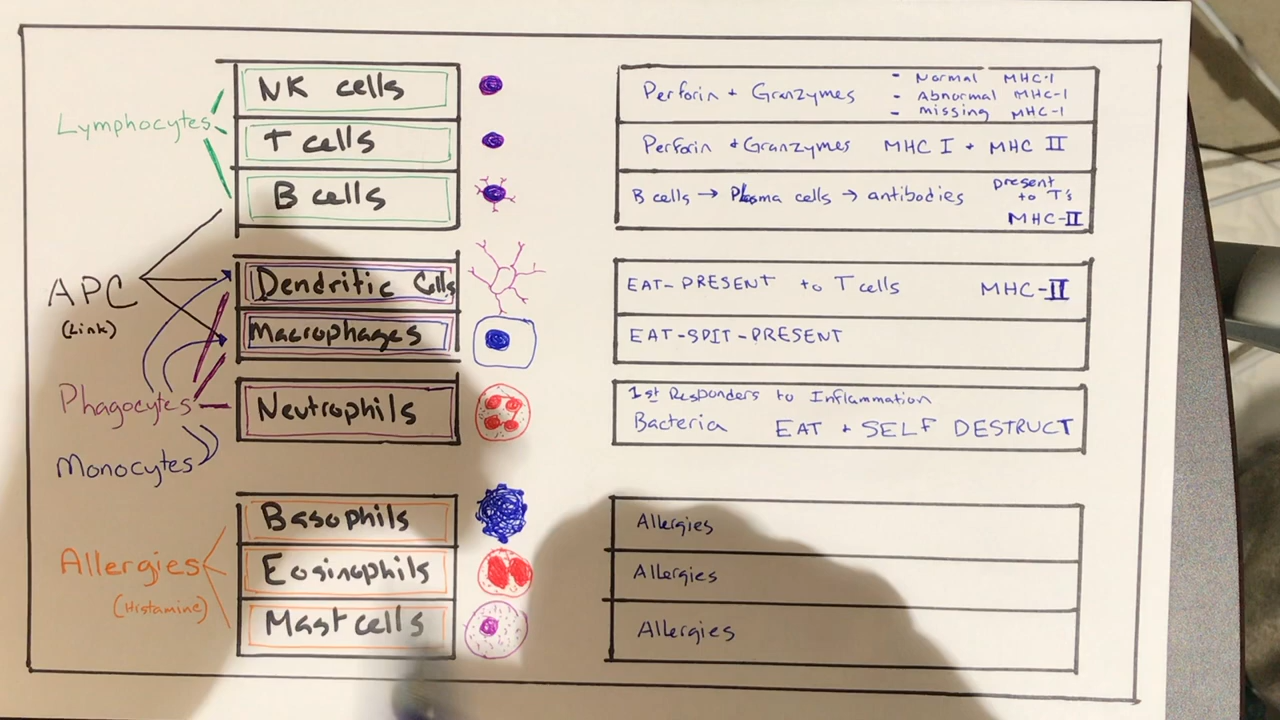 Lymphocytes
NK cells
T cells
B cells
APC
(Link)
Dendritic Cells
Macrophages
Phagocytes
Neutrophils
Monocytes
Allergies
(Histamine)
Basophils
Eosinophils
Mast cells
Perforin + Granzymes
- Normal MHC-I
- Abnormal MHC-I
- missing MHC-I
Perforin + Granzymes MHC I + MHC II
B cells → Plasma cells → antibodies
present
to T's
MHC-II
EAT-PRESENT to T cells MHC-II
EAT-SPIT-PRESENT
1st Responders to Inflammation
Bacteria EAT + SELF DESTRUCT
Allergies
Allergies
Allergies